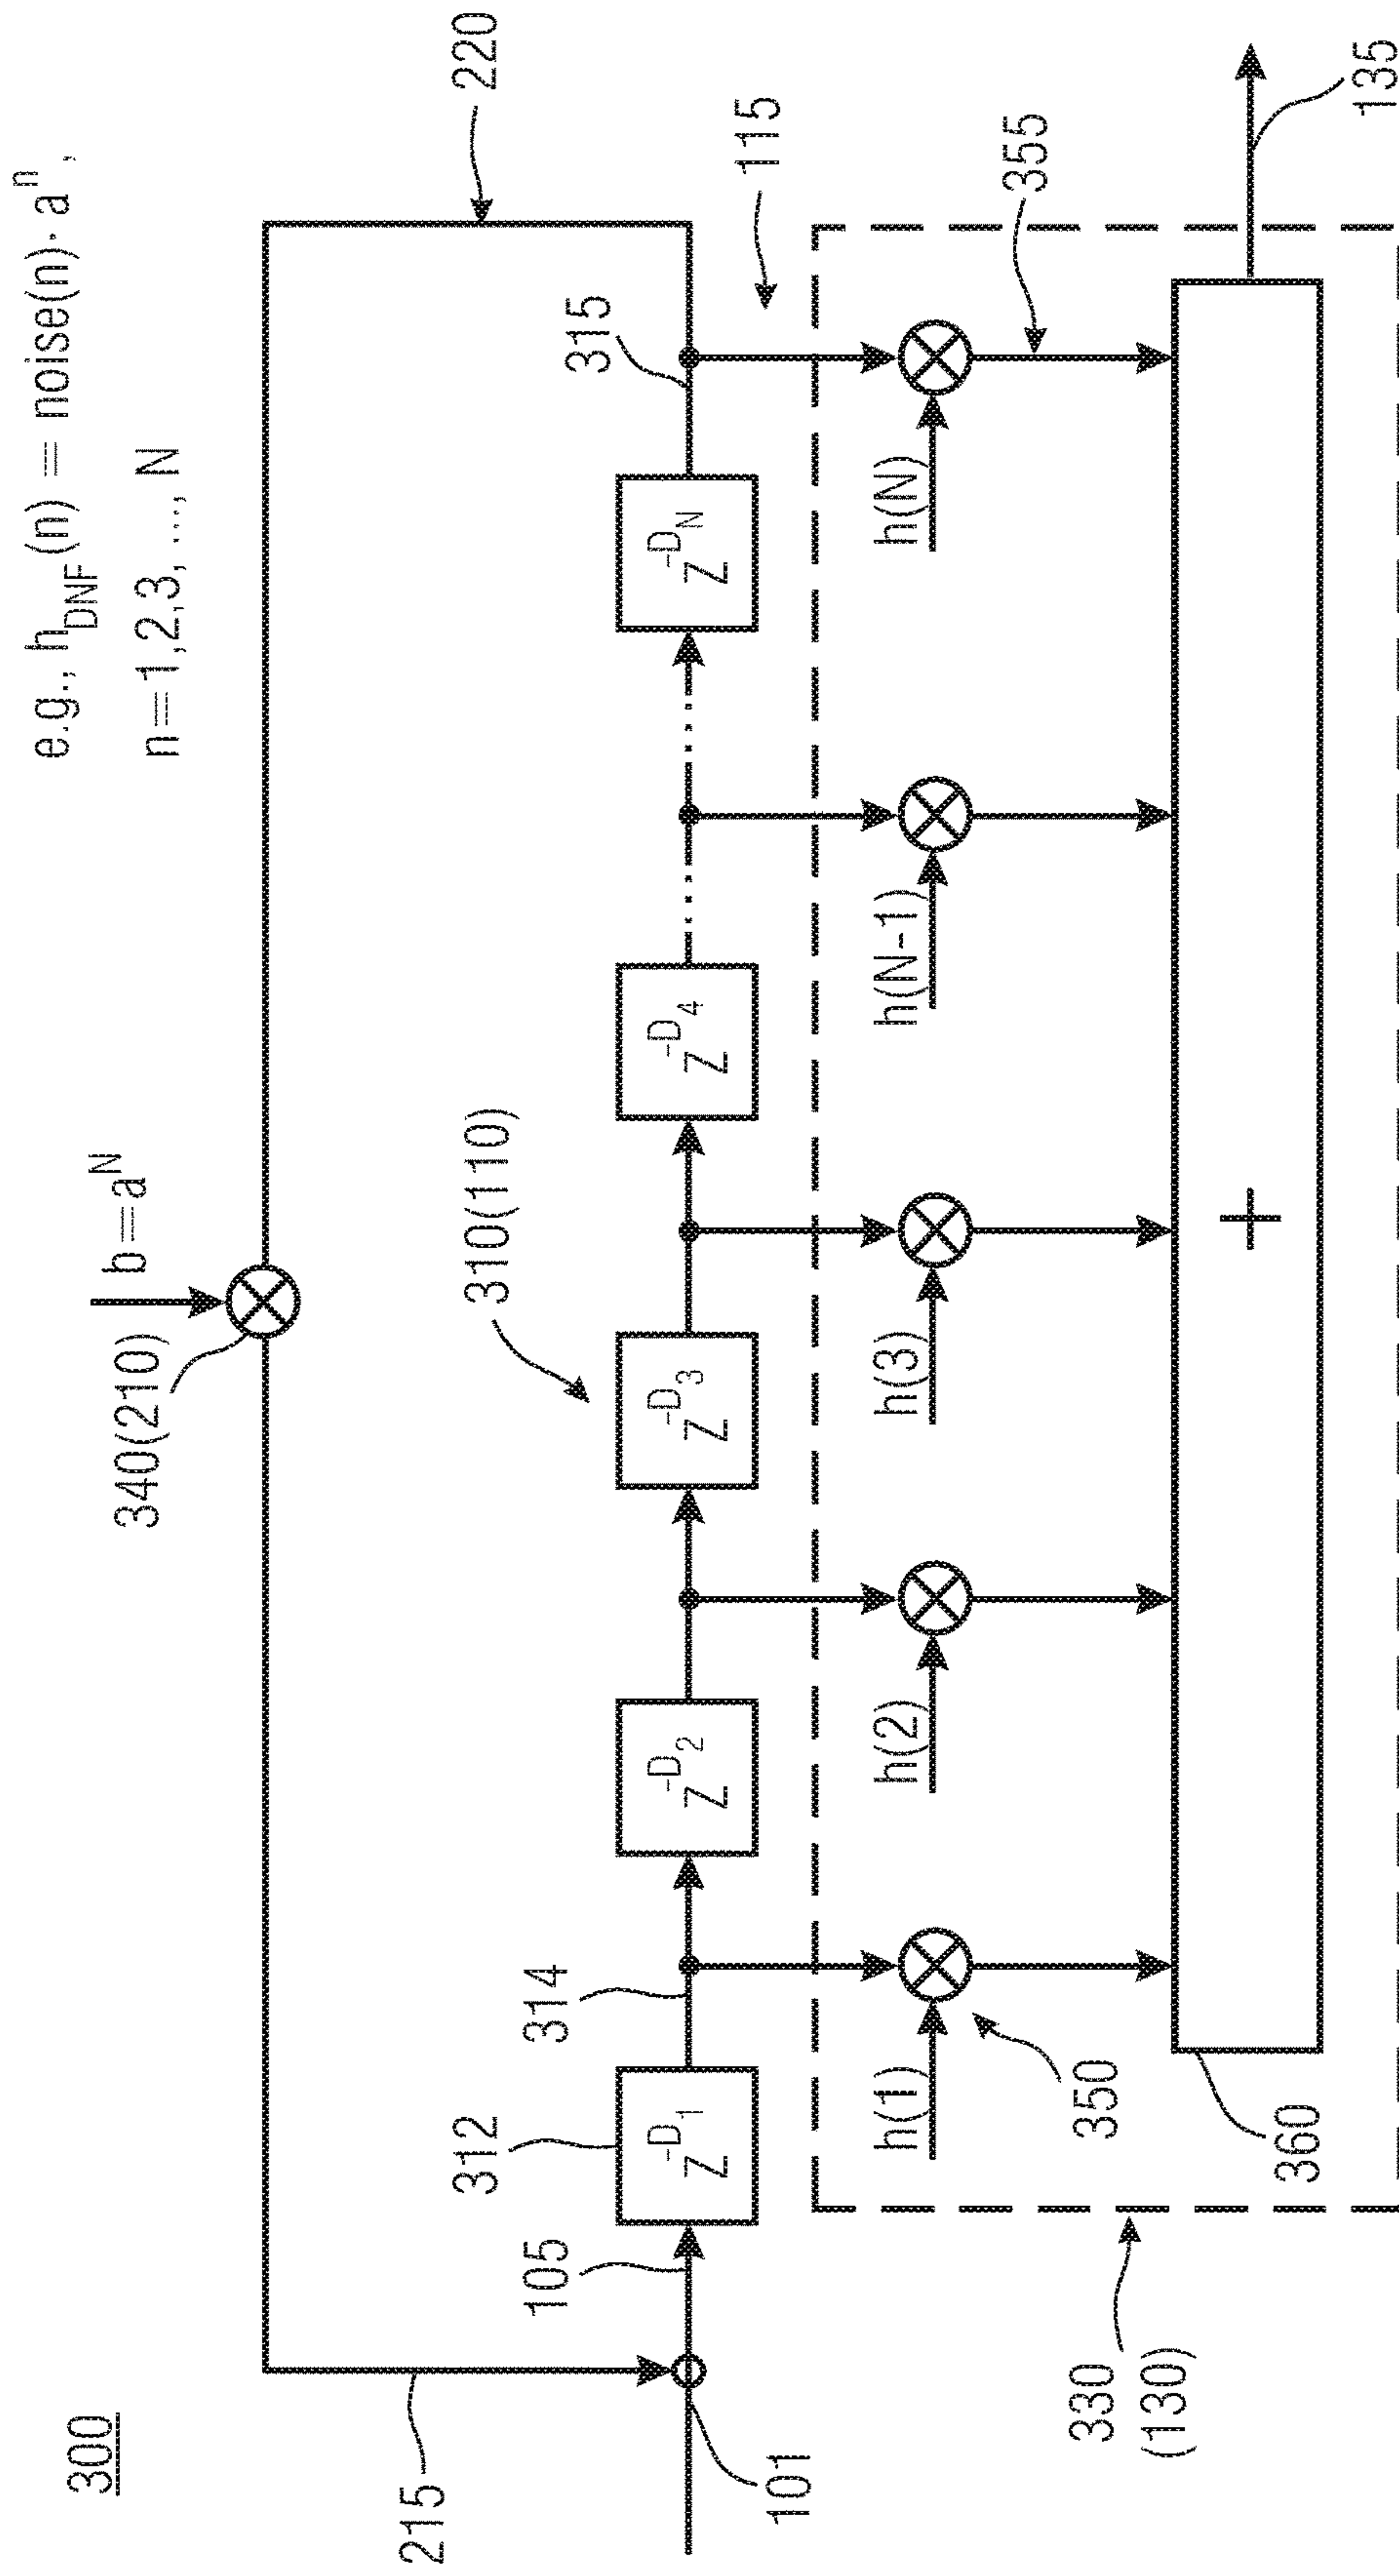 300
e.g., h_DNF(n) = noise(n)· a^n,
n=1,2,3, ..., N
b=a^N
340(210)
220
215
310(110)
312
314
315
105
101
z^-D_1
z^-D_2
z^-D_3
z^-D_4
z^-D_N
115
h(1)
h(2)
h(3)
h(N-1)
h(N)
350
355
+
360
330
(130)
135